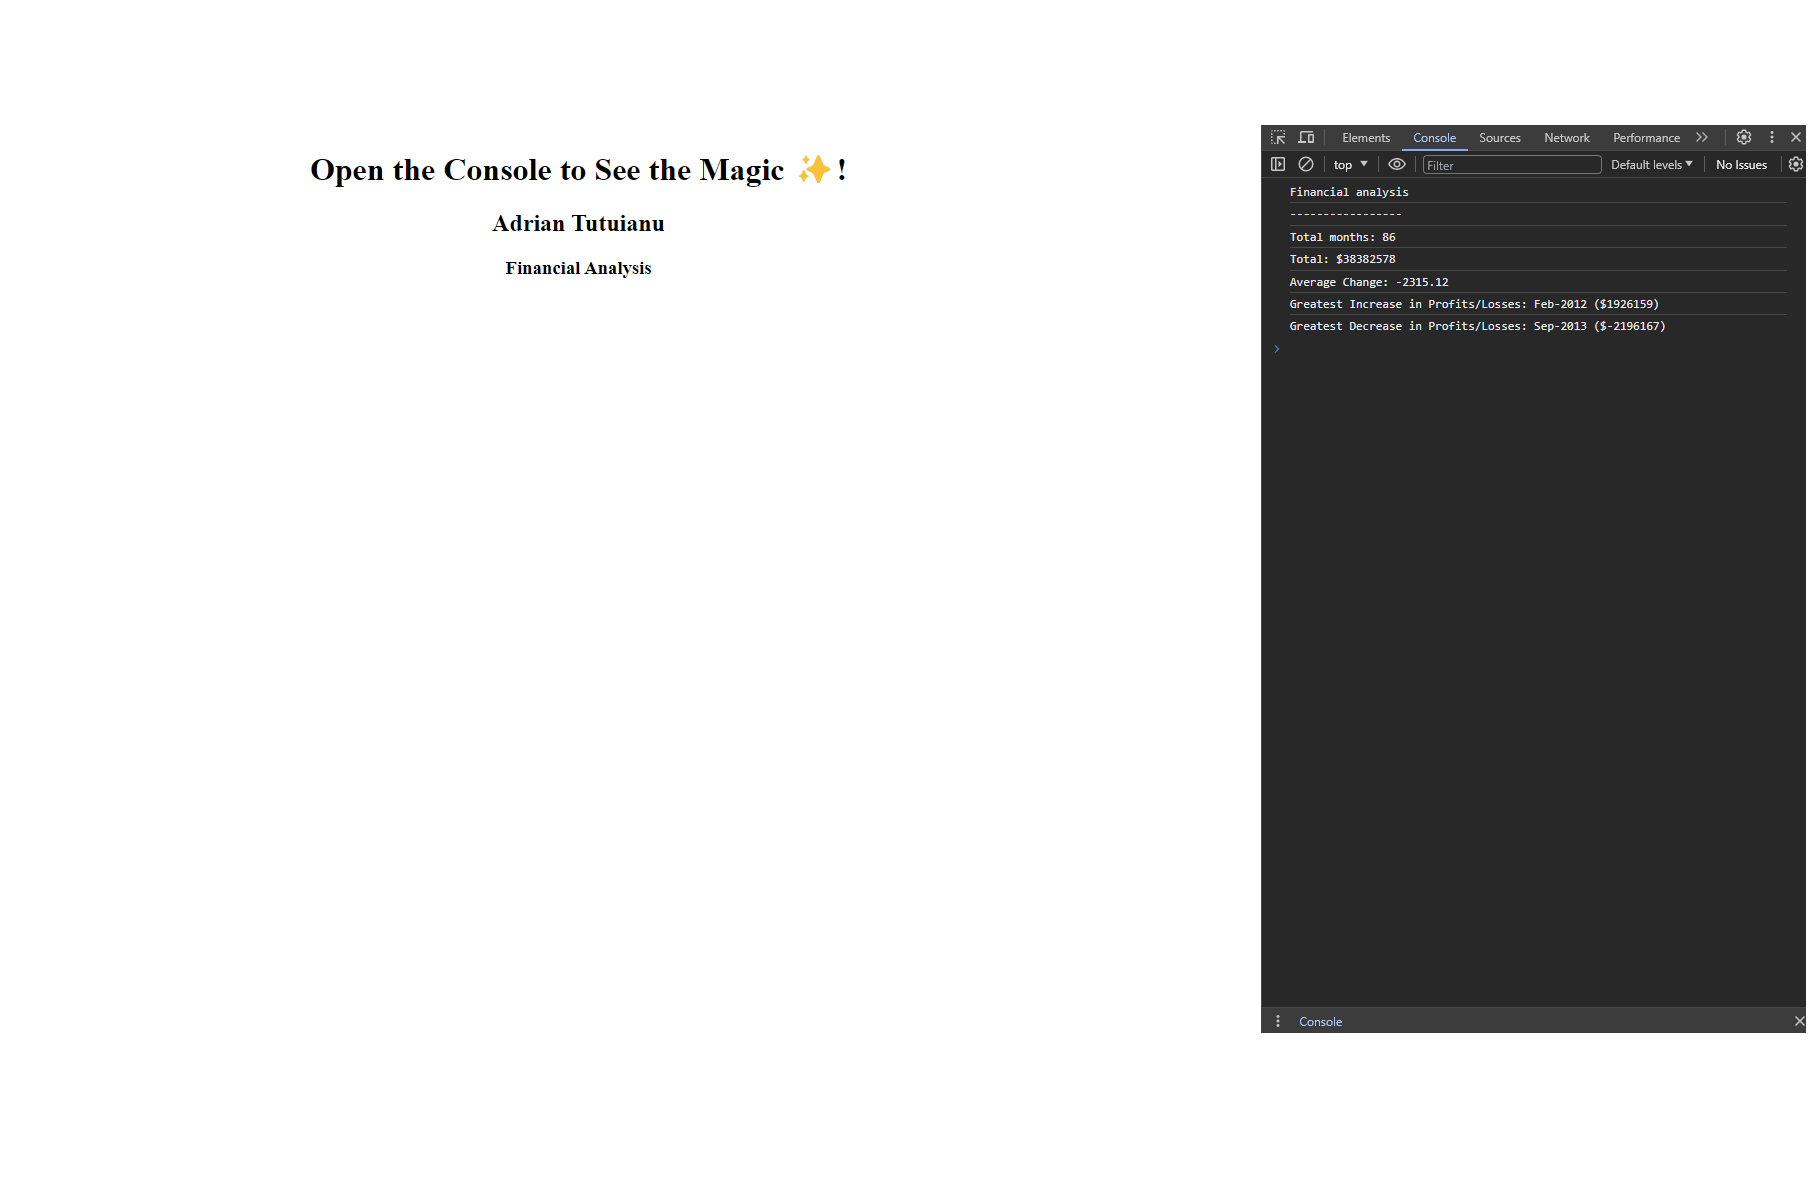 Open the Console to See the Magic ✨!
Adrian Tutuianu
Financial Analysis
Elements Console Sources Network Performance
top Filter Default levels No Issues
Financial analysis
-----------------
Total months: 86
Total: $38382578
Average Change: -2315.12
Greatest Increase in Profits/Losses: Feb-2012 ($1926159)
Greatest Decrease in Profits/Losses: Sep-2013 ($-2196167)
Console